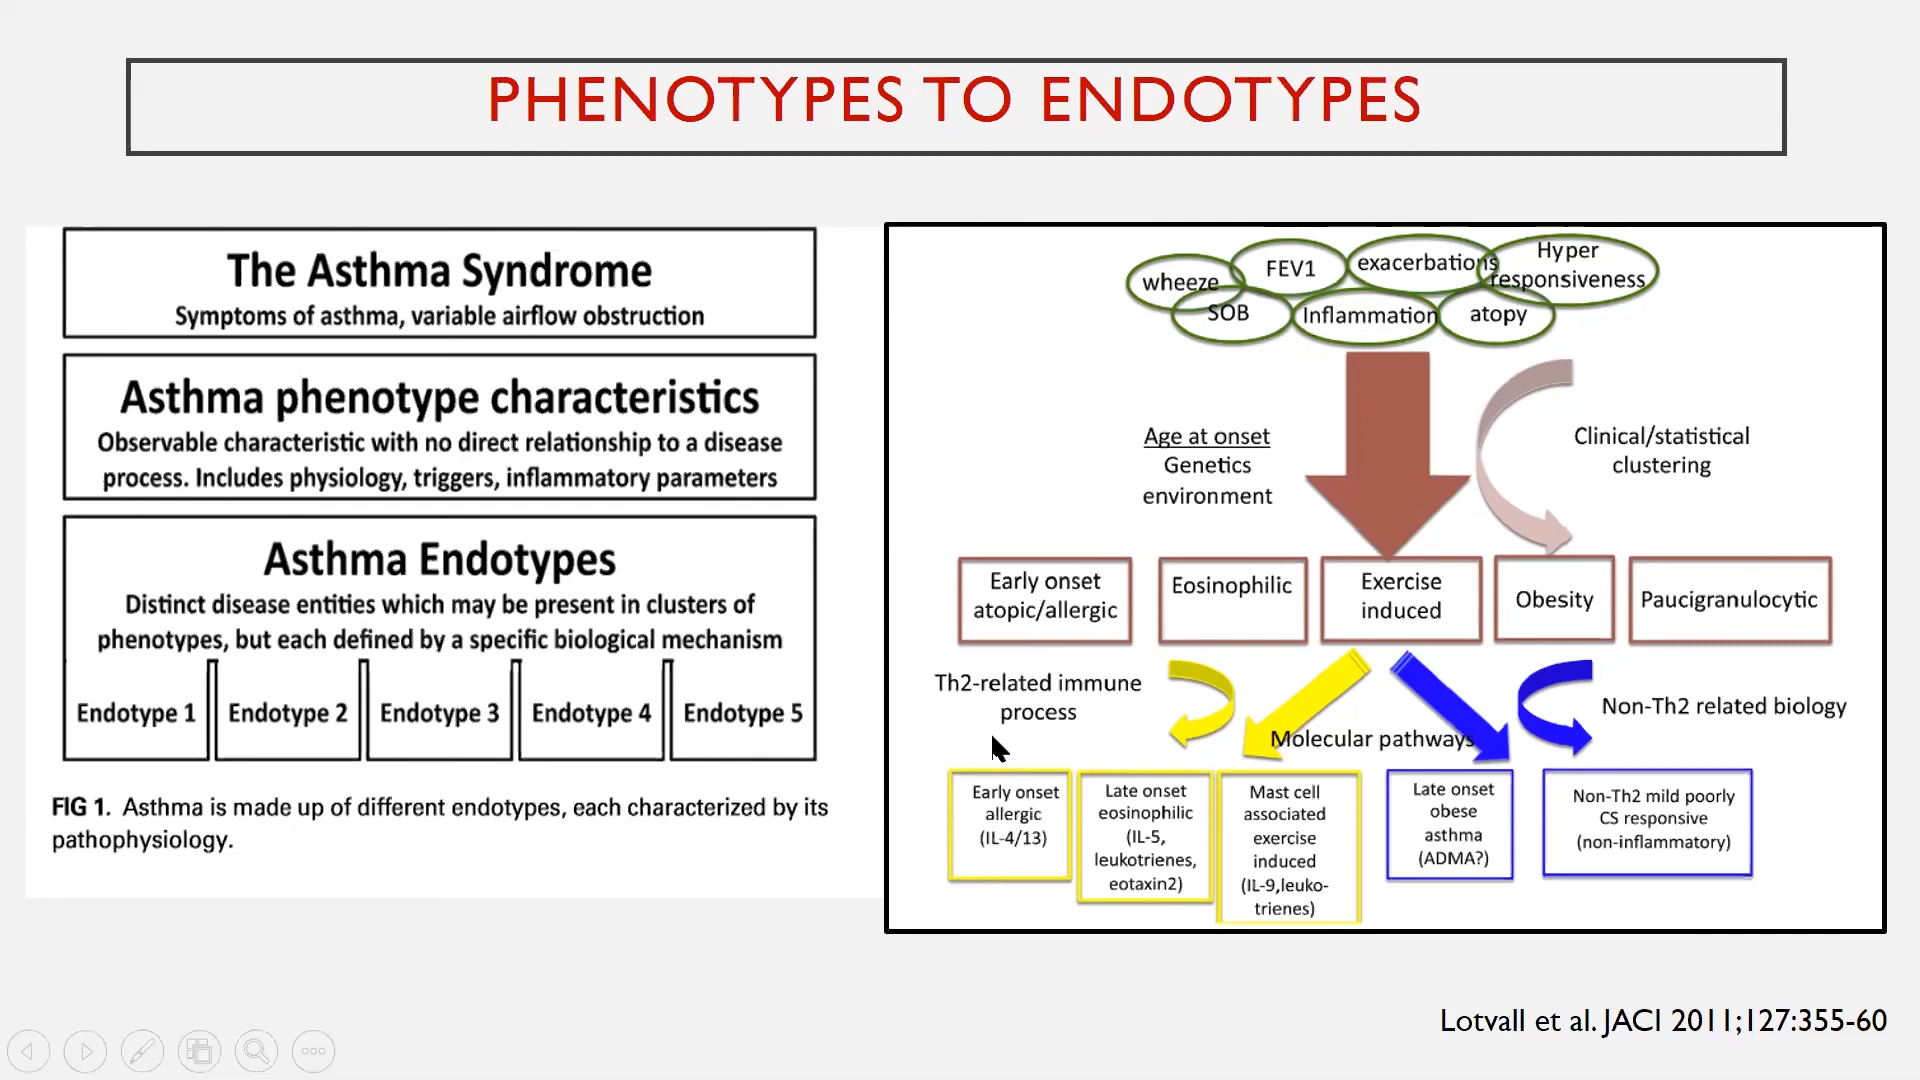 PHENOTYPES TO ENDOTYPES
The Asthma Syndrome
Symptoms of asthma, variable airflow obstruction
Asthma phenotype characteristics
Observable characteristic with no direct relationship to a disease
process. Includes physiology, triggers, inflammatory parameters
Asthma Endotypes
Distinct disease entities which may be present in clusters of
phenotypes, but each defined by a specific biological mechanism
Endotype 1
Endotype 2
Endotype 3
Endotype 4
Endotype 5
FIG 1. Asthma is made up of different endotypes, each characterized by its
pathophysiology.
wheeze
FEV1
exacerbations
Hyper
responsiveness
SOB
Inflammation
atopy
Age at onset
Genetics
environment
Clinical/statistical
clustering
Early onset
atopic/allergic
Eosinophilic
Exercise
induced
Obesity
Paucigranulocytic
Th2-related immune
process
Molecular pathways
Non-Th2 related biology
Early onset
allergic
(IL-4/13)
Late onset
eosinophilic
(IL-5,
leukotrienes,
eotaxin2)
Mast cell
associated
exercise
induced
(IL-9,leuko-
trienes)
Late onset
obese
asthma
(ADMA?)
Non-Th2 mild poorly
CS responsive
(non-inflammatory)
Lotvall et al. JACI 2011;127:355-60